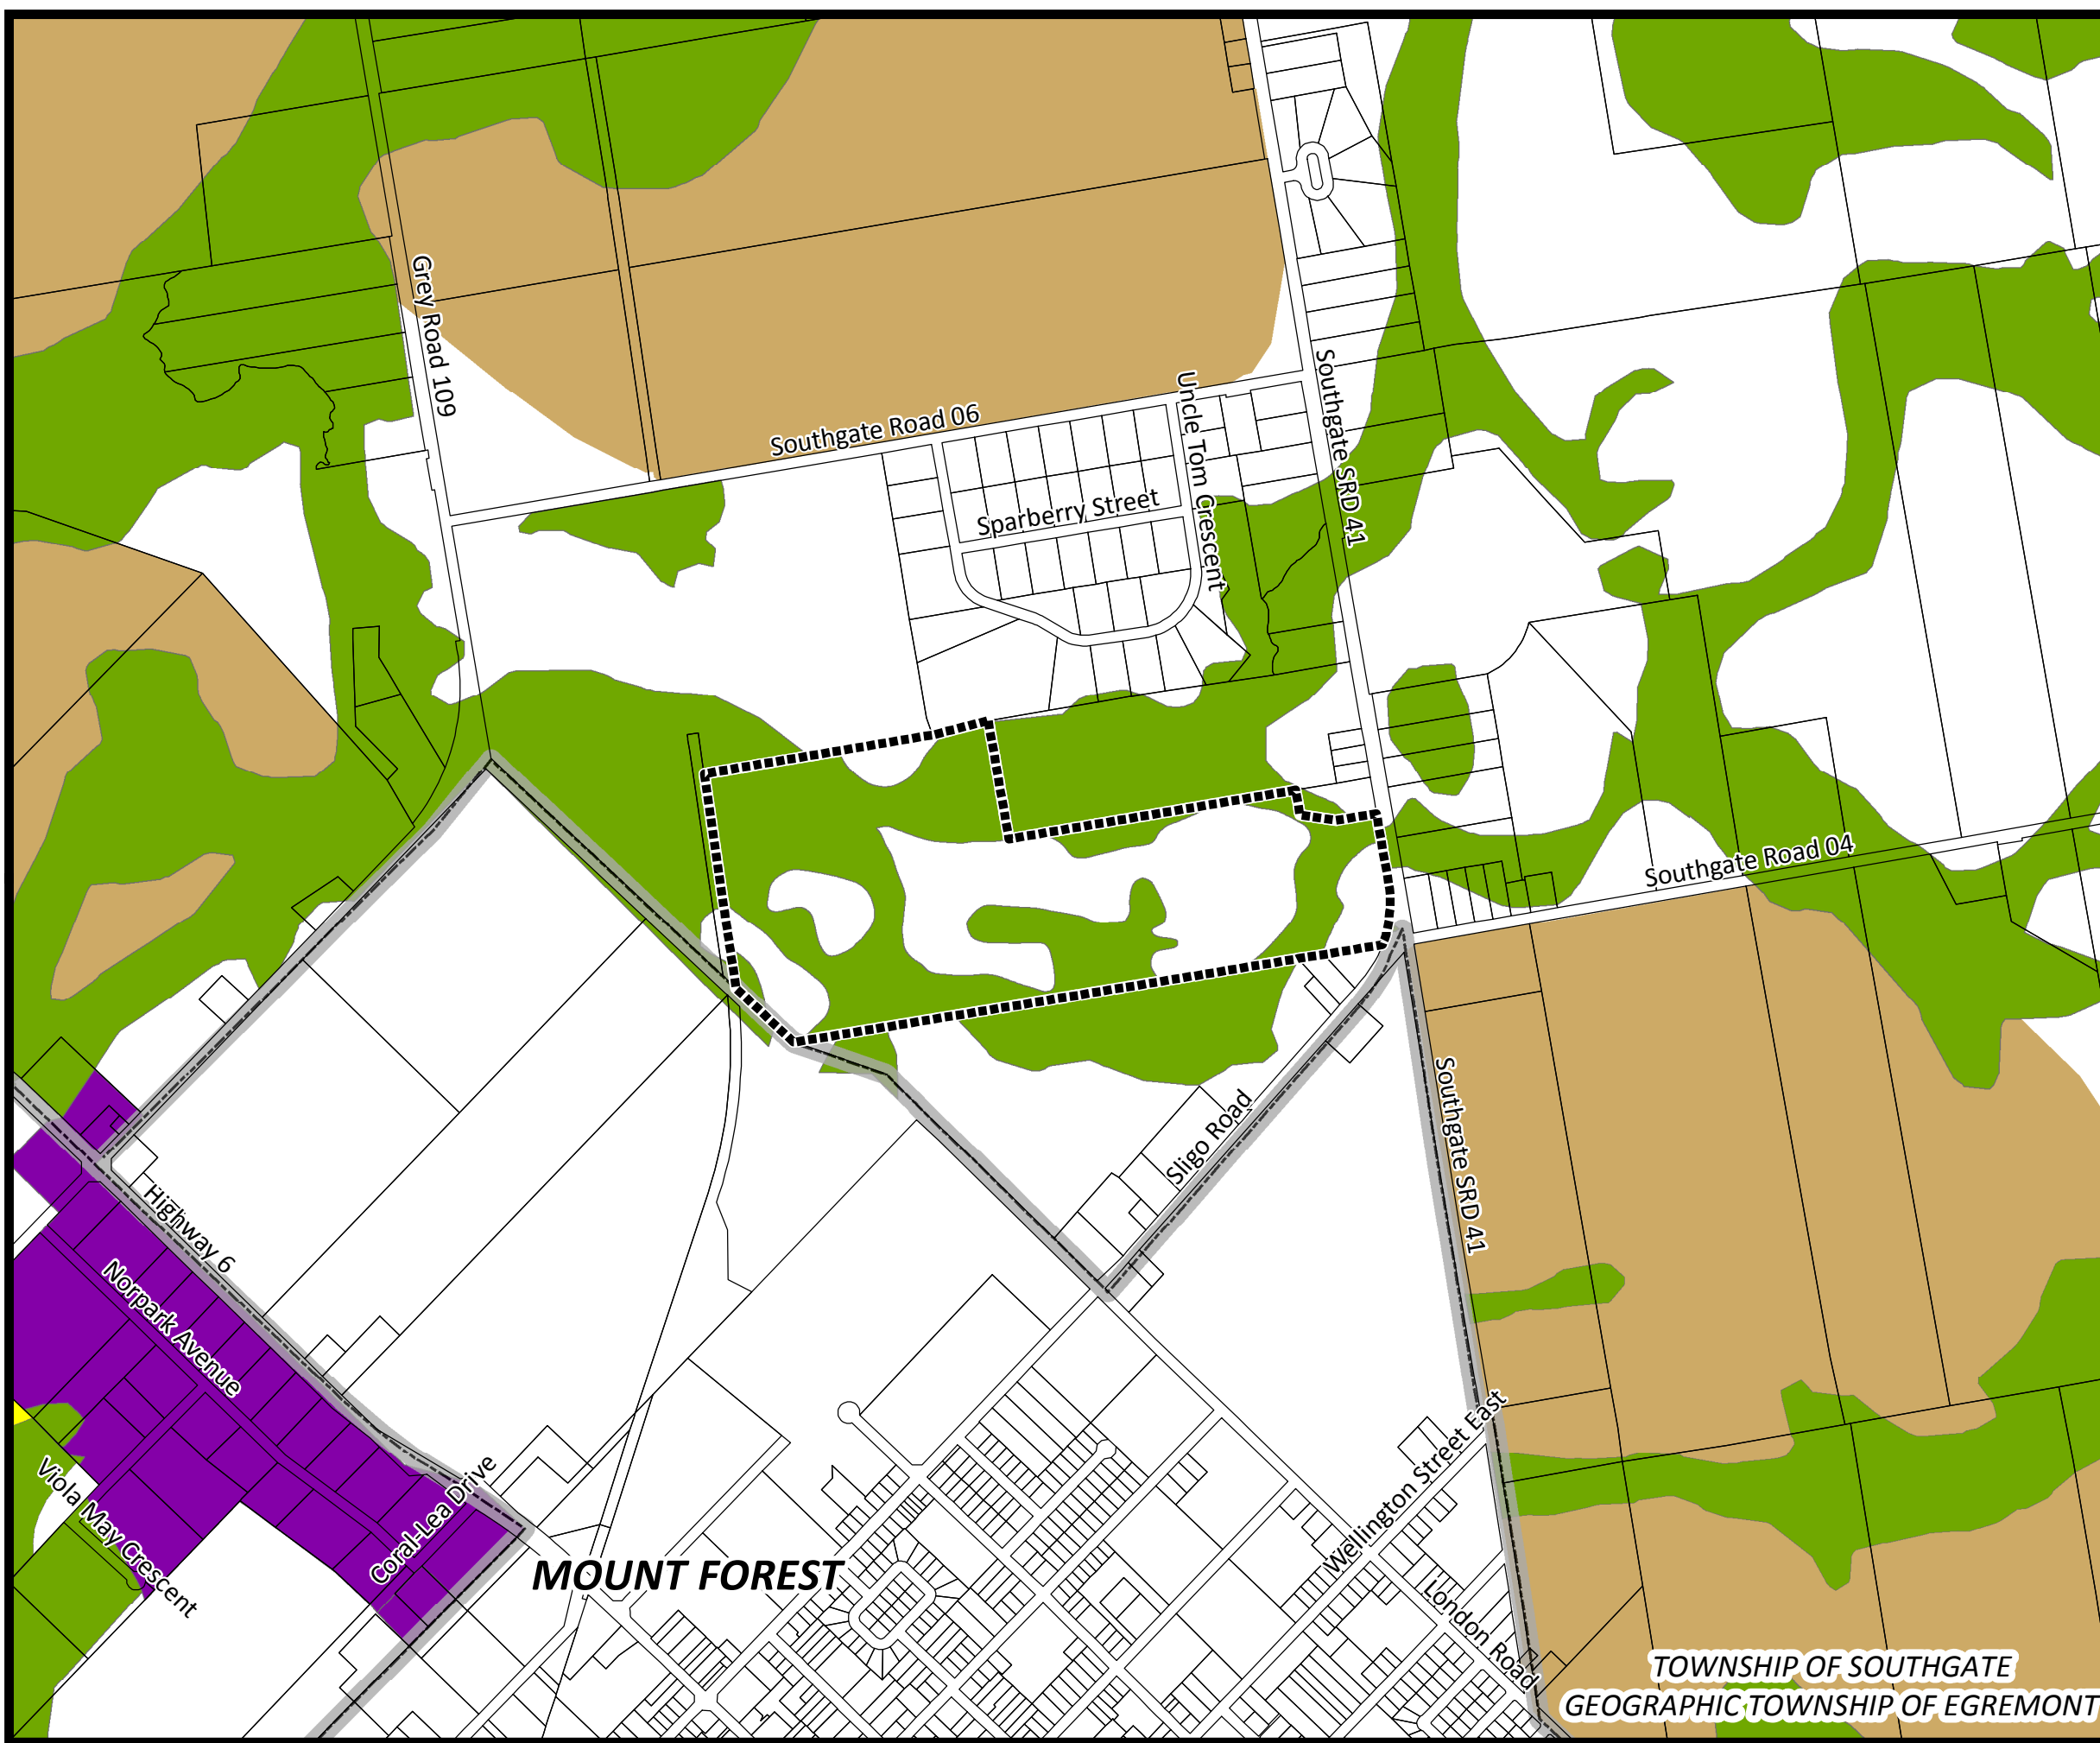 Grey Road 109
Southgate Road 06
Uncle Tom Crescent
Southgate SRD 41
Sparberry Street
Southgate Road 04
Southgate SRD 41
Sligo Road
Highway 6
Norpark Avenue
Viola May Crescent
Coral-Lea Drive
Wellington Street East
MOUNT FOREST
London Road
TOWNSHIP OF SOUTHGATE
GEOGRAPHIC TOWNSHIP OF EGREMONT